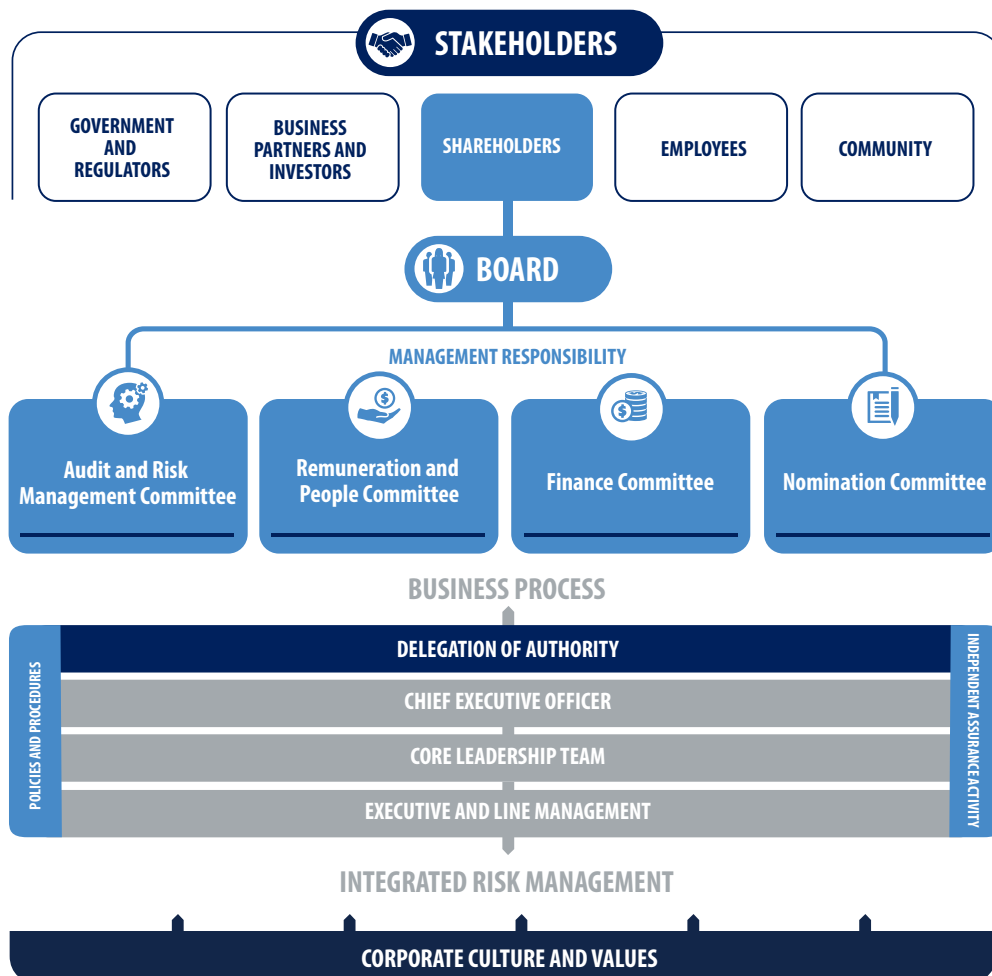 STAKEHOLDERS
GOVERNMENT
AND
REGULATORS
BUSINESS
PARTNERS AND
INVESTORS
SHAREHOLDERS
EMPLOYEES
COMMUNITY
BOARD
MANAGEMENT RESPONSIBILITY
Audit and Risk
Management Committee
Remuneration and
People Committee
Finance Committee
Nomination Committee
BUSINESS PROCESS
POLICIES AND PROCEDURES
DELEGATION OF AUTHORITY
CHIEF EXECUTIVE OFFICER
CORE LEADERSHIP TEAM
EXECUTIVE AND LINE MANAGEMENT
INDEPENDENT ASSURANCE ACTIVITY
INTEGRATED RISK MANAGEMENT
CORPORATE CULTURE AND VALUES